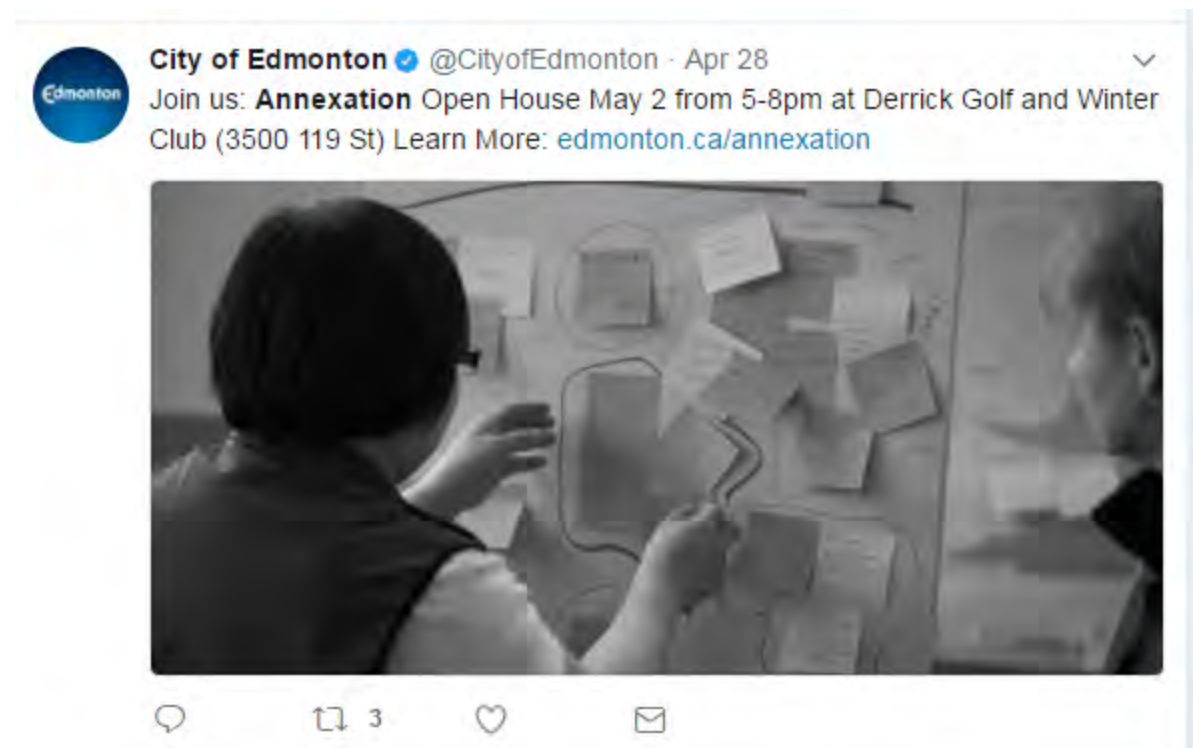 City of Edmonton @CityofEdmonton · Apr 28
Edmonton
Join us: Annexation Open House May 2 from 5-8pm at Derrick Golf and Winter
Club (3500 119 St) Learn More: edmonton.ca/annexation
3